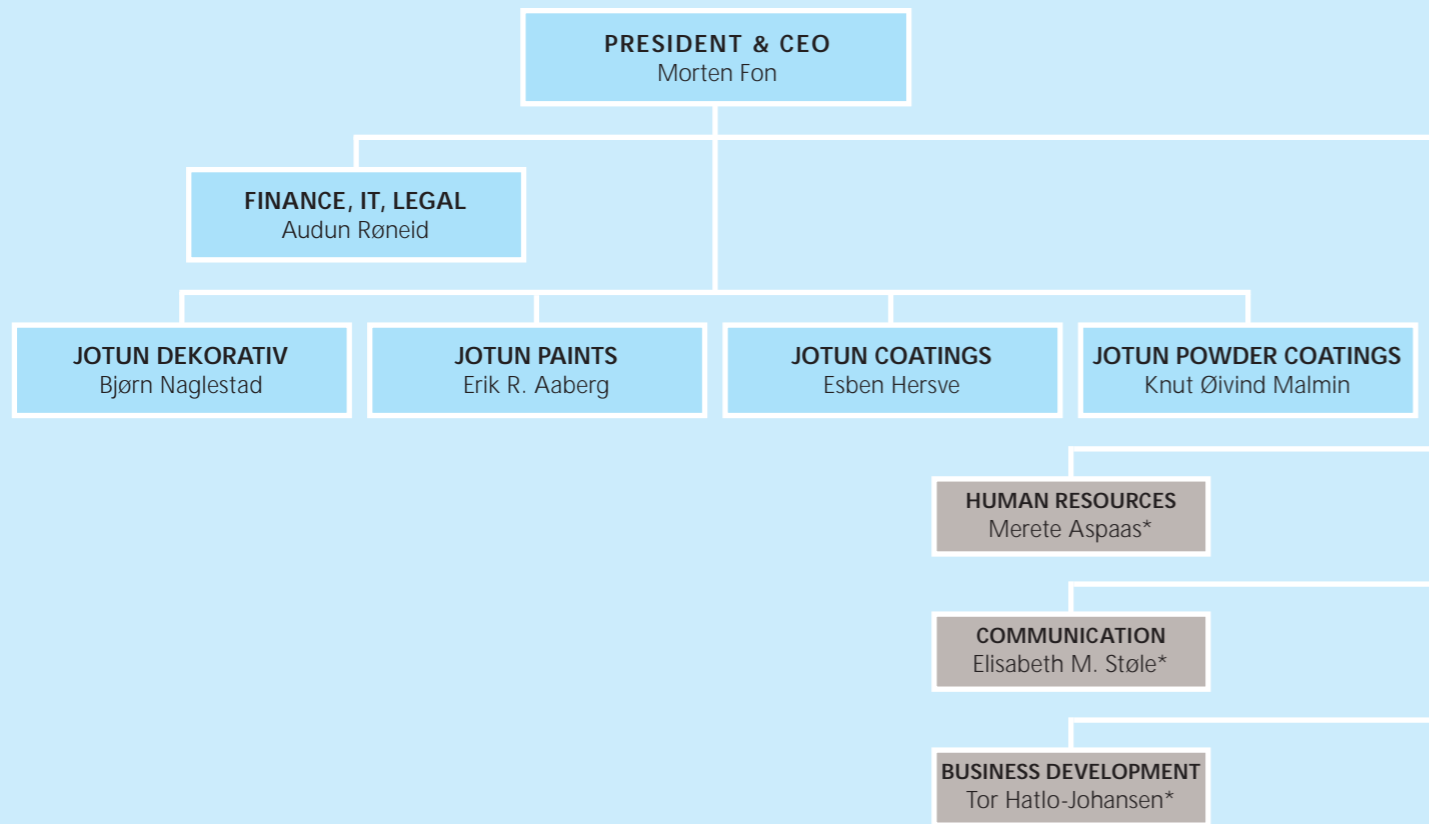 PRESIDENT & CEO
Morten Fon
FINANCE, IT, LEGAL
Audun Røneid
JOTUN DEKORATIV
Bjørn Naglestad
JOTUN PAINTS
Erik R. Aaberg
JOTUN COATINGS
Esben Hersve
JOTUN POWDER COATINGS
Knut Øivind Malmin
HUMAN RESOURCES
Merete Aspaas*
COMMUNICATION
Elisabeth M. Støle*
BUSINESS DEVELOPMENT
Tor Hatlo-Johansen*